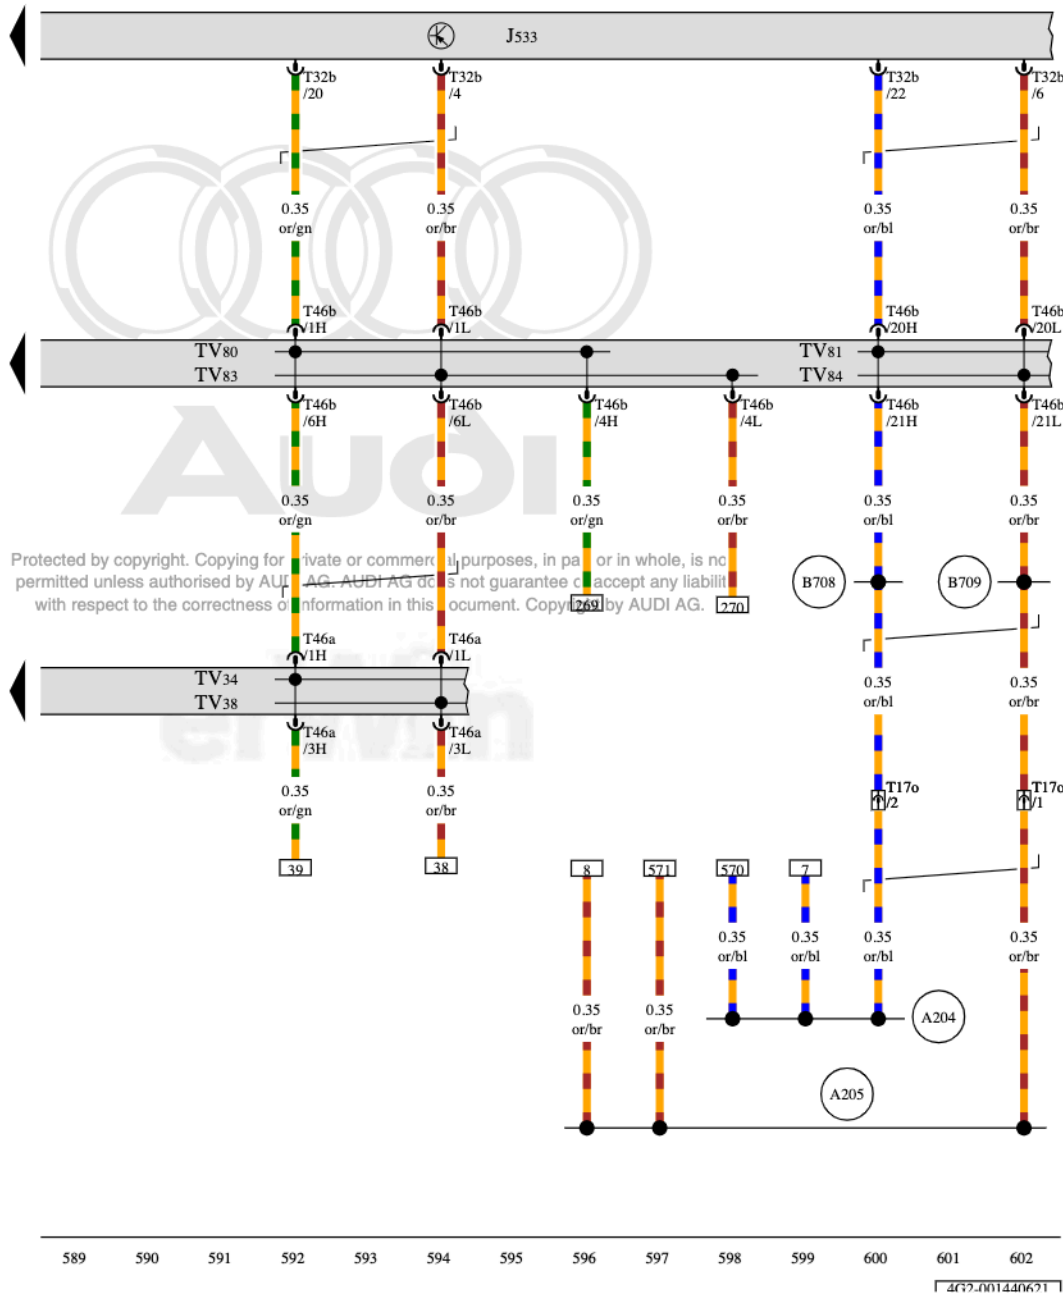 J533
T32b T32b T32b T32b
/20 /4 /22 /6
0.35 0.35 0.35 0.35
or/gn or/br or/bl or/br
T46b T46b T46b T46b
/1H /1L /20H /20L
TV80 TV81
TV83 TV84
T46b T46b T46b T46b T46b T46b
/6H /6L /4H /4L /21H /21L
Audi
0.35 0.35 0.35 0.35 0.35 0.35
or/gn or/br or/gn or/br or/bl or/br
Protected by copyright. Copying for private or commercial purposes, in part or in whole, is no
permitted unless authorised by AUDI AG. AUDI AG does not guarantee or accept any liabilit
with respect to the correctness of information in this document. Copyright by AUDI AG.
B708 B709
269 270
T46a T46a
/1H /1L
TV34
TV38
0.35 0.35
or/bl or/br
T46a T46a
/3H /3L
erWin
0.35 0.35
or/gn or/br
T17o T17o
/2 /1
39 38 8 571 570 7
0.35 0.35 0.35 0.35
or/bl or/bl or/bl or/br
0.35 0.35
or/br or/br
A204
A205
589 590 591 592 593 594 595 596 597 598 599 600 601 602
4G2-001440621